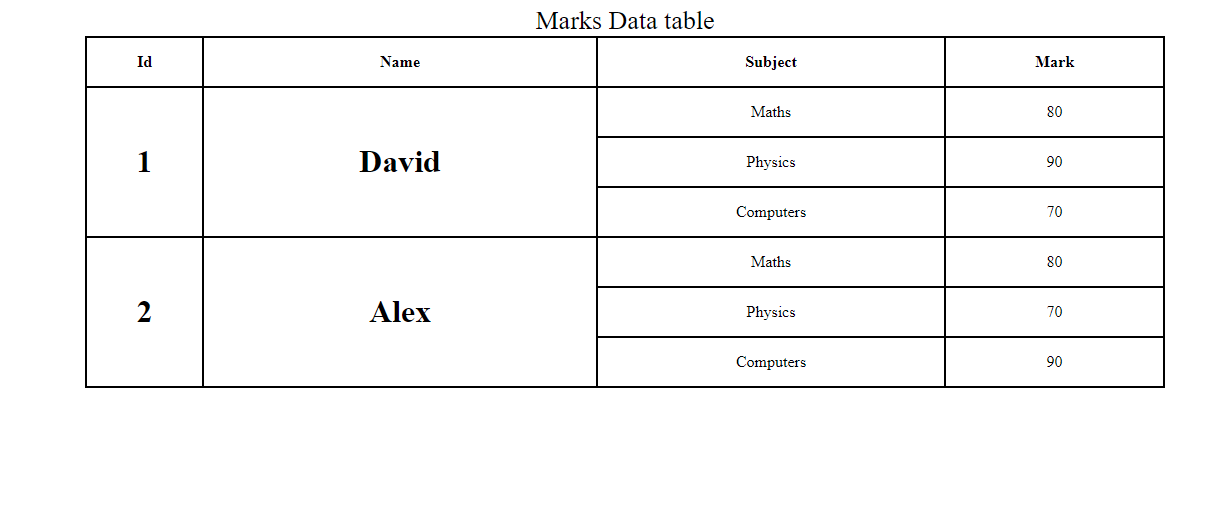 Marks Data table
Id Name Subject Mark
1 David Maths 80
Physics 90
Computers 70
2 Alex Maths 80
Physics 70
Computers 90